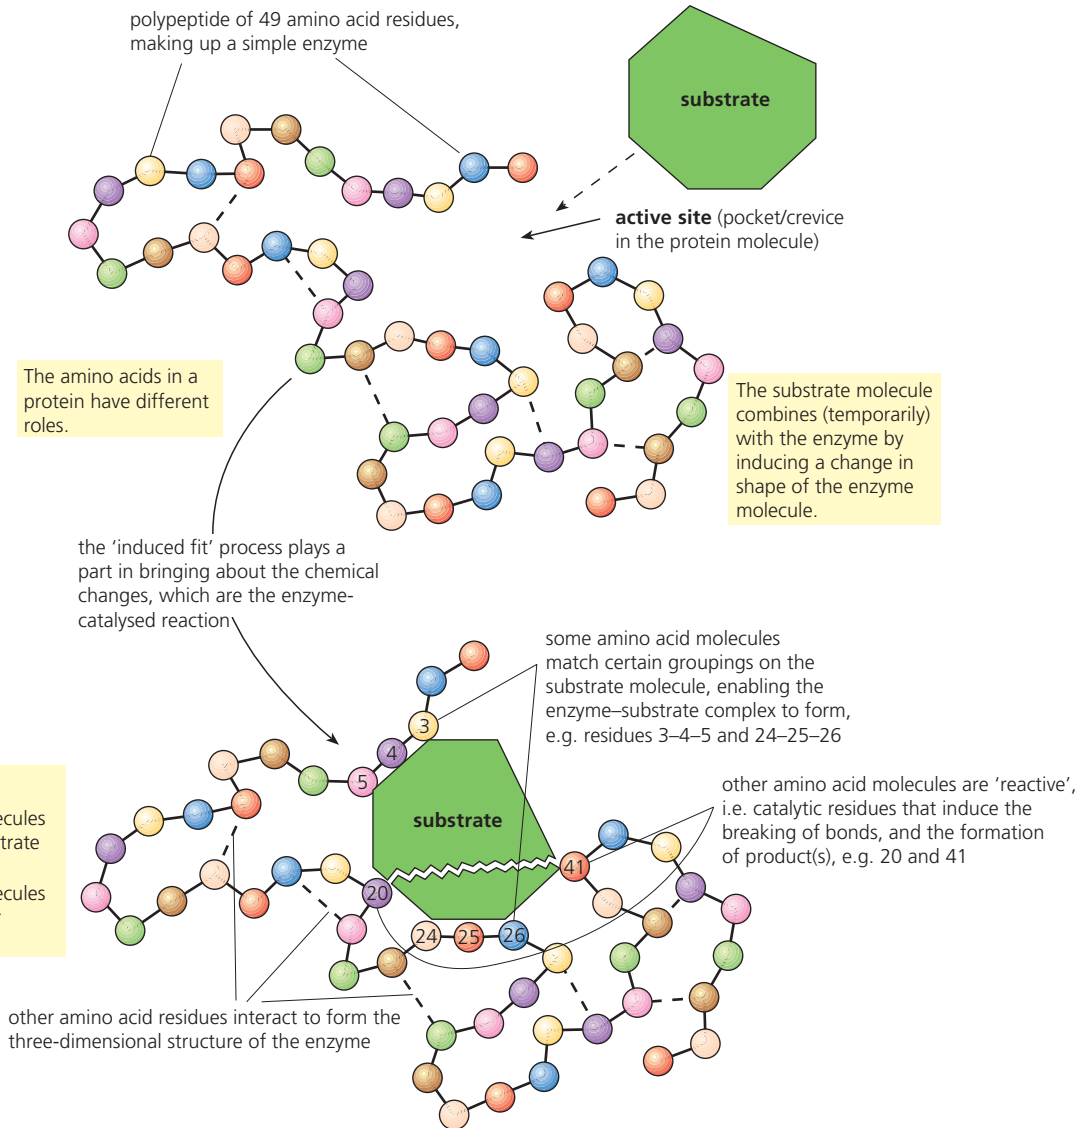 polypeptide of 49 amino acid residues,
making up a simple enzyme
substrate
active site (pocket/crevice
in the protein molecule)
The amino acids in a
protein have different
roles.
The substrate molecule
combines (temporarily)
with the enzyme by
inducing a change in
shape of the enzyme
molecule.
the ‘induced fit’ process plays a
part in bringing about the chemical
changes, which are the enzyme-
catalysed reaction
some amino acid molecules
match certain groupings on the
substrate molecule, enabling the
enzyme–substrate complex to form,
e.g. residues 3–4–5 and 24–25–26
3
4
5
other amino acid molecules are ‘reactive’,
i.e. catalytic residues that induce the
breaking of bonds, and the formation
of product(s), e.g. 20 and 41
substrate
41
20
24
25
26
other amino acid residues interact to form the
three-dimensional structure of the enzyme